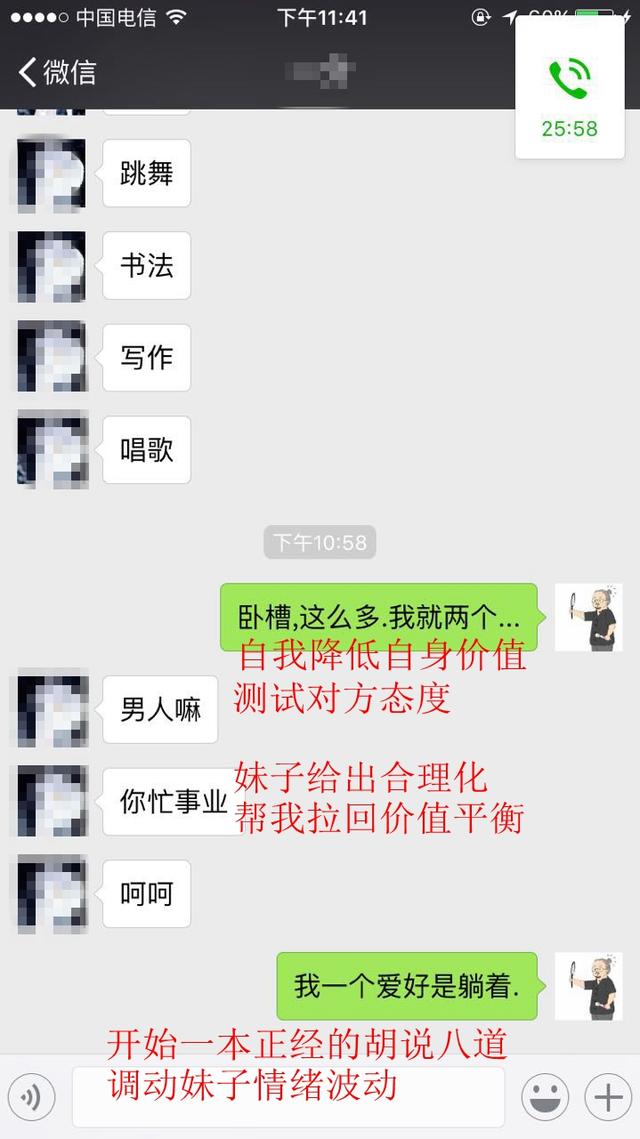 中国电信
下午11:41
微信
25:58
跳舞
书法
写作
唱歌
下午10:58
卧槽,这么多.我就两个...
自我降低自身价值
测试对方态度
男人嘛
妹子给出合理化
你忙事业
帮我拉回价值平衡
呵呵
我一个爱好是躺着.
开始一本正经的胡说八道
调动妹子情绪波动